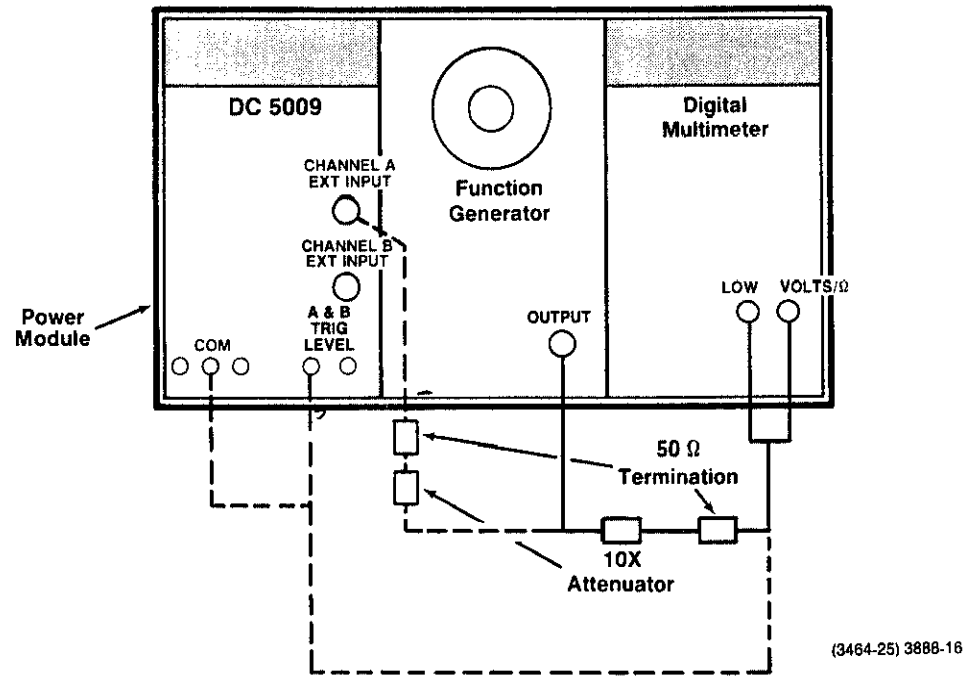 DC 5009
Digital
Multimeter
CHANNEL A
EXT INPUT
Function
Generator
CHANNEL B
EXT INPUT
LOW
VOLTS/Ω
A & B
TRIG
LEVEL
OUTPUT
Power
Module
COM
50 Ω
Termination
10X
Attenuator
(3464-25) 3888-16